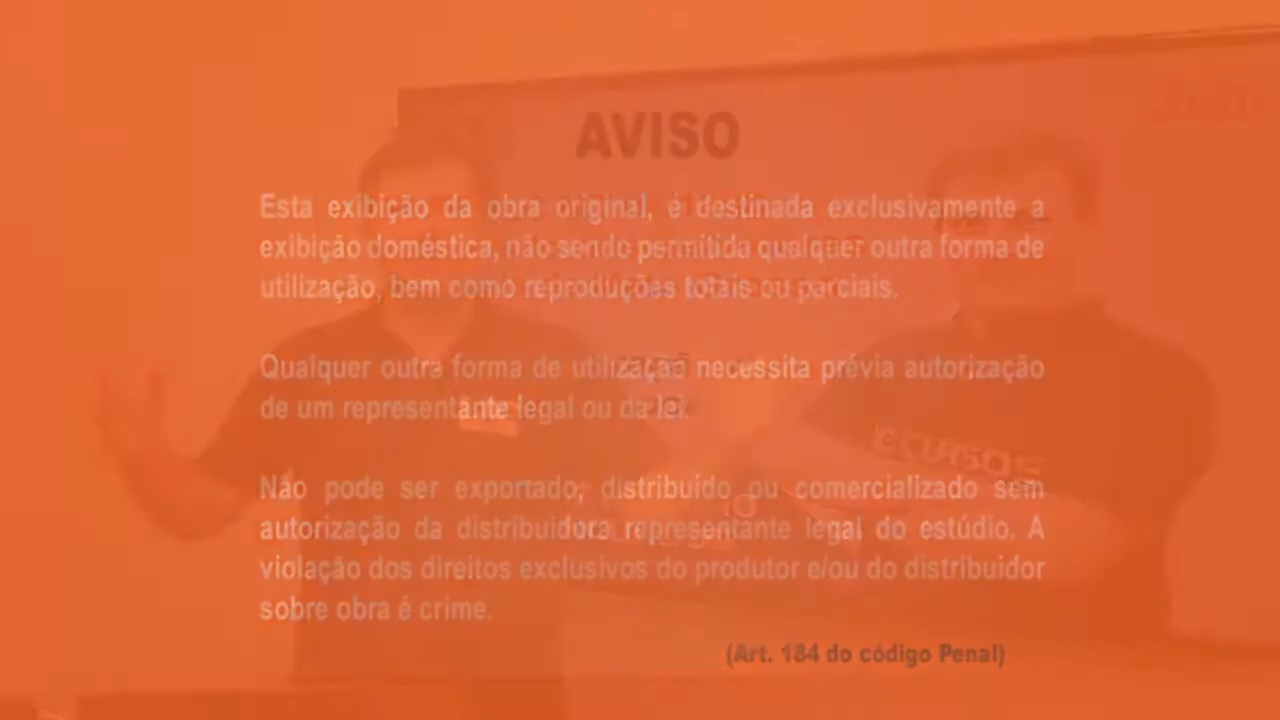 AVISO
Esta exibição da obra original, é destinada exclusivamente a
exibição doméstica, não sendo permitida qualquer outra forma de
utilização, bem como reproduções totais ou parciais.
Qualquer outra forma de utilização necessita prévia autorização
de um representante legal ou da lei.
Não pode ser exportado, distribuido ou comercializado sem
autorização da distribuidora representante legal do estúdio. A
violação dos direitos exclusivos do produtor e/ou do distribuidor
sobre obra é crime.
(Art. 184 do código Penal)
CURSOS